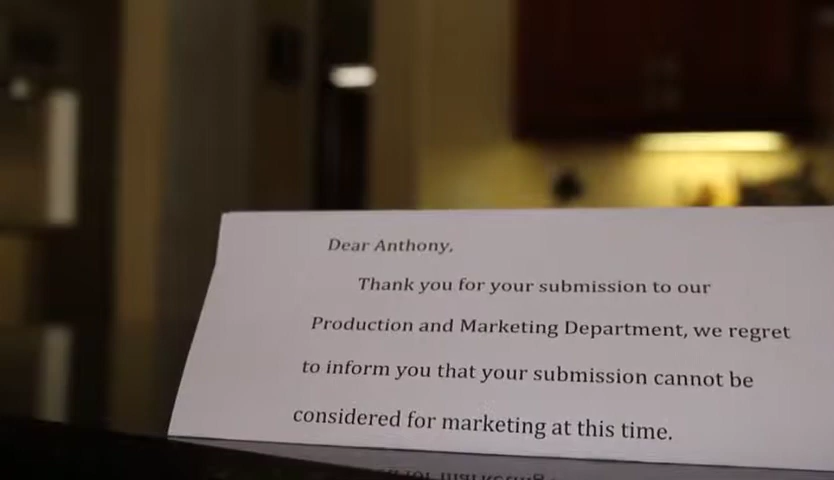 Dear Anthony,
Thank you for your submission to our
Production and Marketing Department, we regret
to inform you that your submission cannot be
considered for marketing at this time.